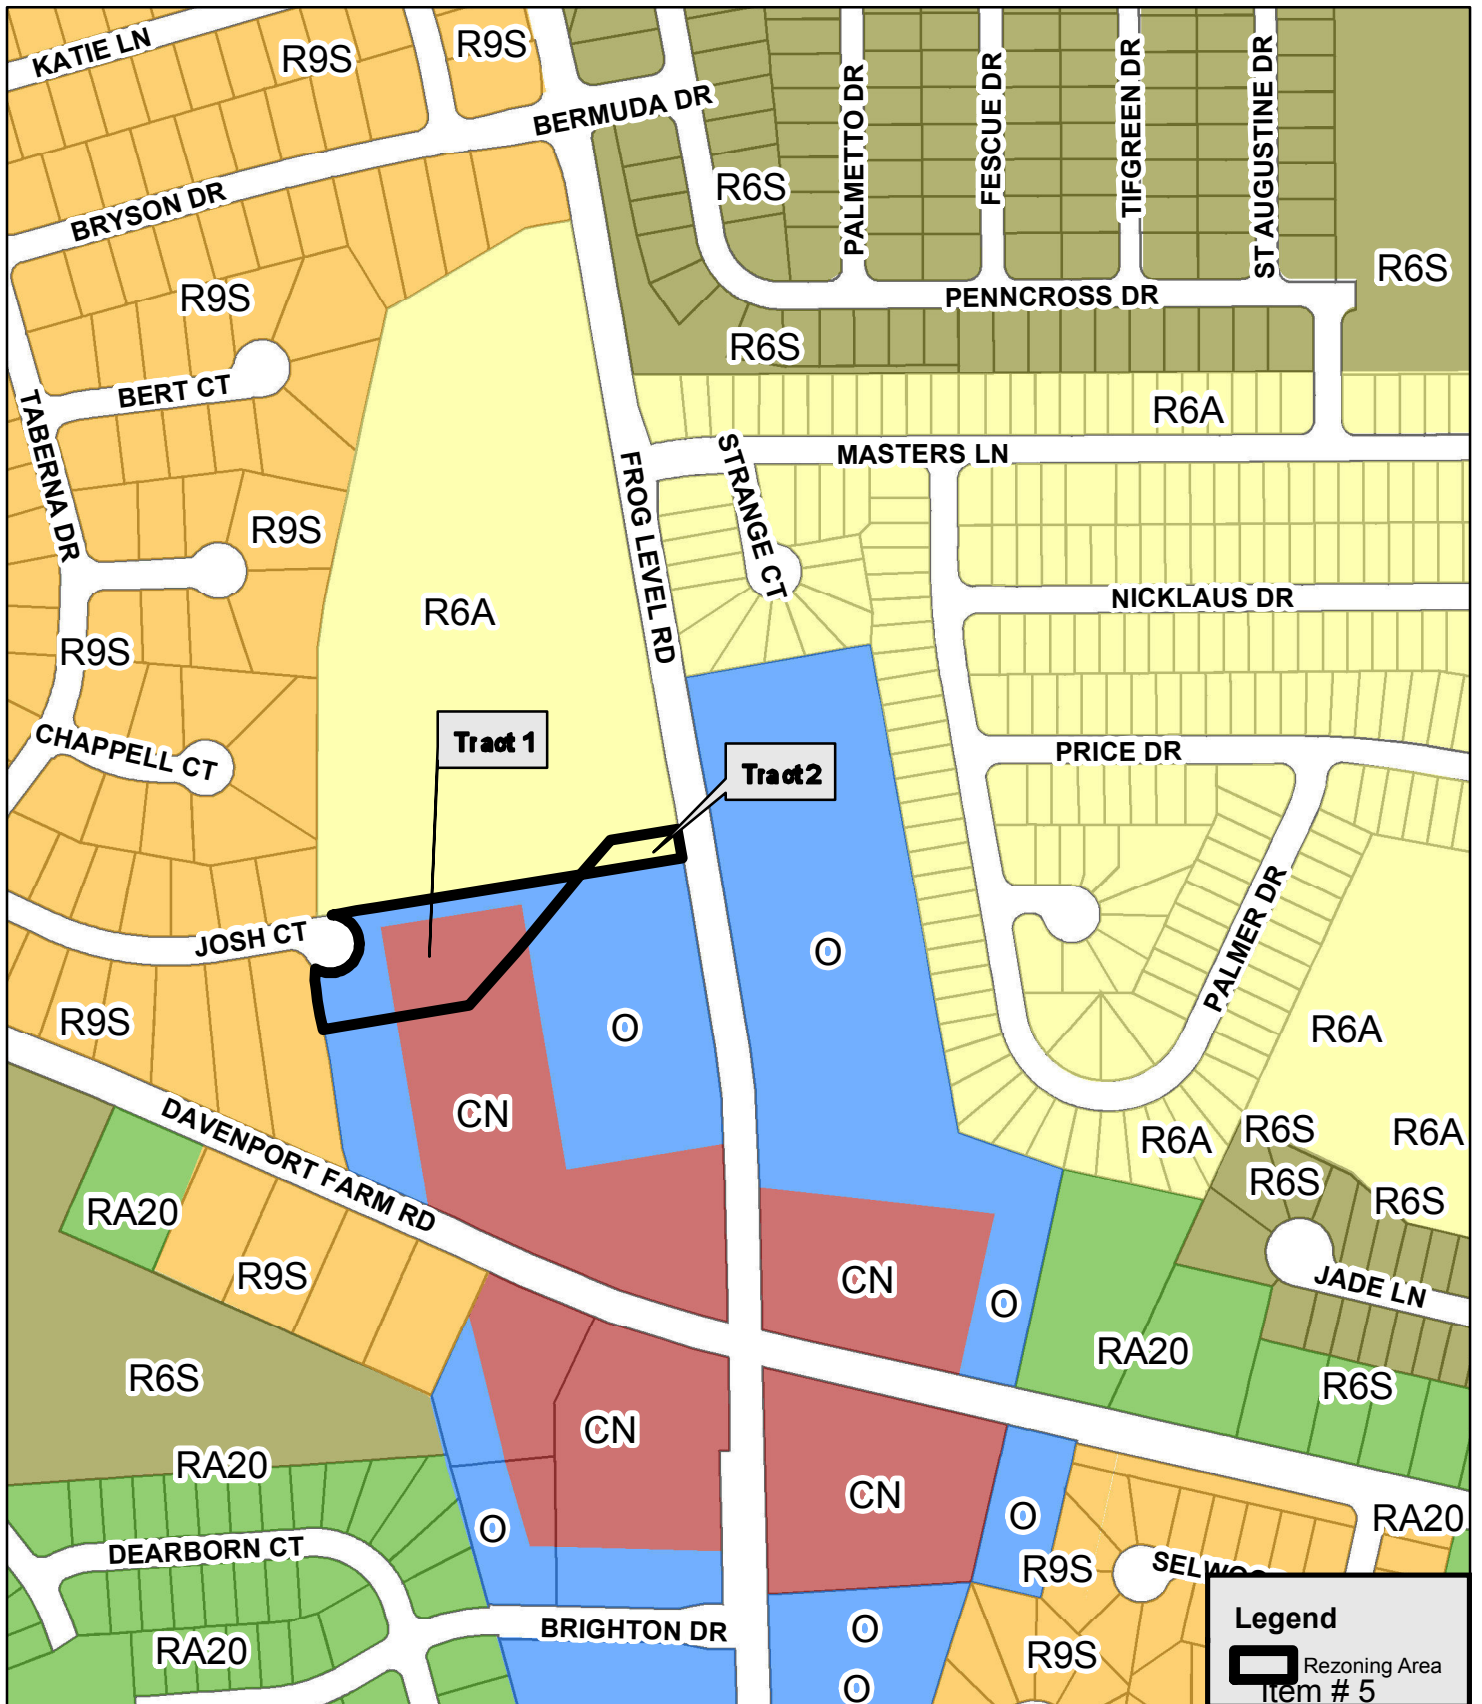 KATIE LN
R9S
R9S
BERMUDA DR
PALMETTO DR
FESCUE DR
TIFGREEN DR
ST AUGUSTINE DR
R6S
BRYSON DR
R9S
R6S
PENNCROSS DR
R6S
BERT CT
TABERNA DR
R6A
STRANGE CT
MASTERS LN
FROG LEVEL RD
R9S
R6A
NICKLAUS DR
R9S
CHAPPELL CT
Tract 1
Tract 2
PRICE DR
PALMER DR
JOSH CT
O
R9S
O
R6A
DAVENPORT FARM RD
CN
R6A
R6S
R6A
R6S
R6S
RA20
R9S
CN
O
JADE LN
RA20
R6S
R6S
CN
RA20
CN
O
O
RA20
DEARBORN CT
R9S
SELWOO
BRIGHTON DR
O
RA20
R9S
O
Legend
Rezoning Area
Item # 5